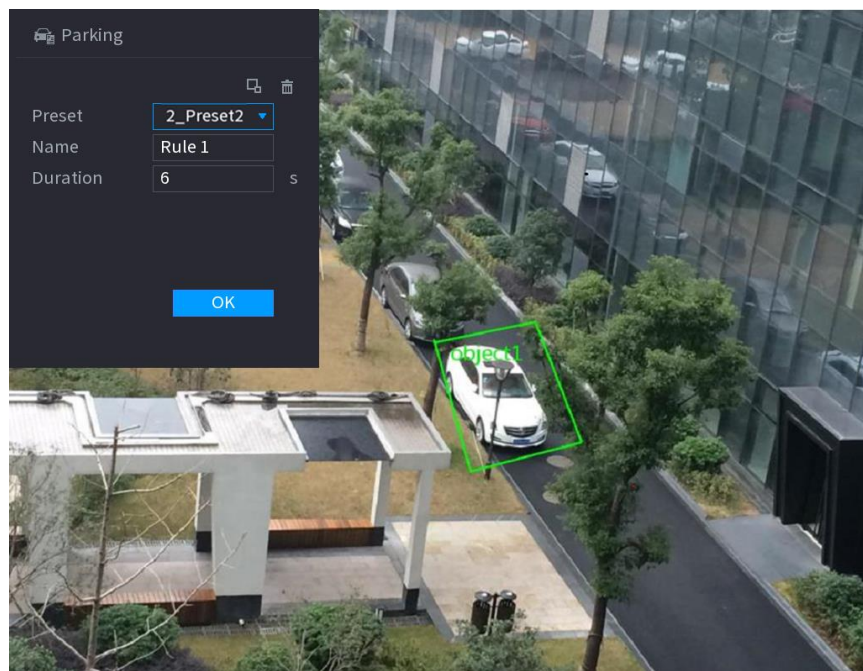 Parking
Preset 2_Preset2
Name Rule 1
Duration 6 s
OK
object1